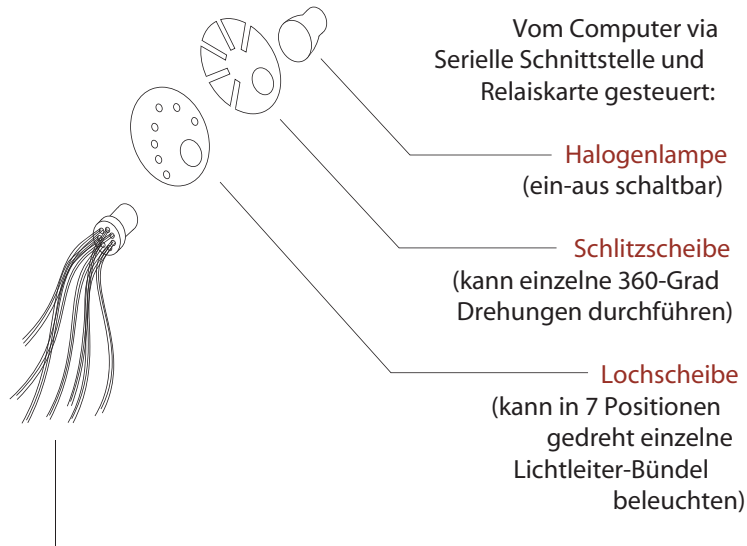 Vom Computer via
Serielle Schnittstelle und
Relaiskarte gesteuert:
Halogenlampe
(ein-aus schaltbar)
Schlitzscheibe
(kann einzelne 360-Grad
Drehungen durchführen)
Lochscheibe
(kann in 7 Positionen
gedreht einzelne
Lichtleiter-Bündel
beleuchten)